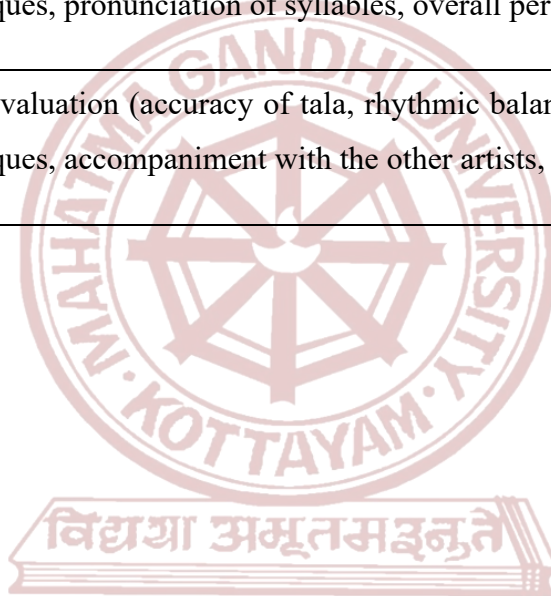 ques, pronunciation of syllables, overall per
valuation (accuracy of tala, rhythmic balan
ques, accompaniment with the other artists,
MAHATMA GANDHI UNIVERSITY
KOTTAYAM
विद्यया अमृतमश्नुते